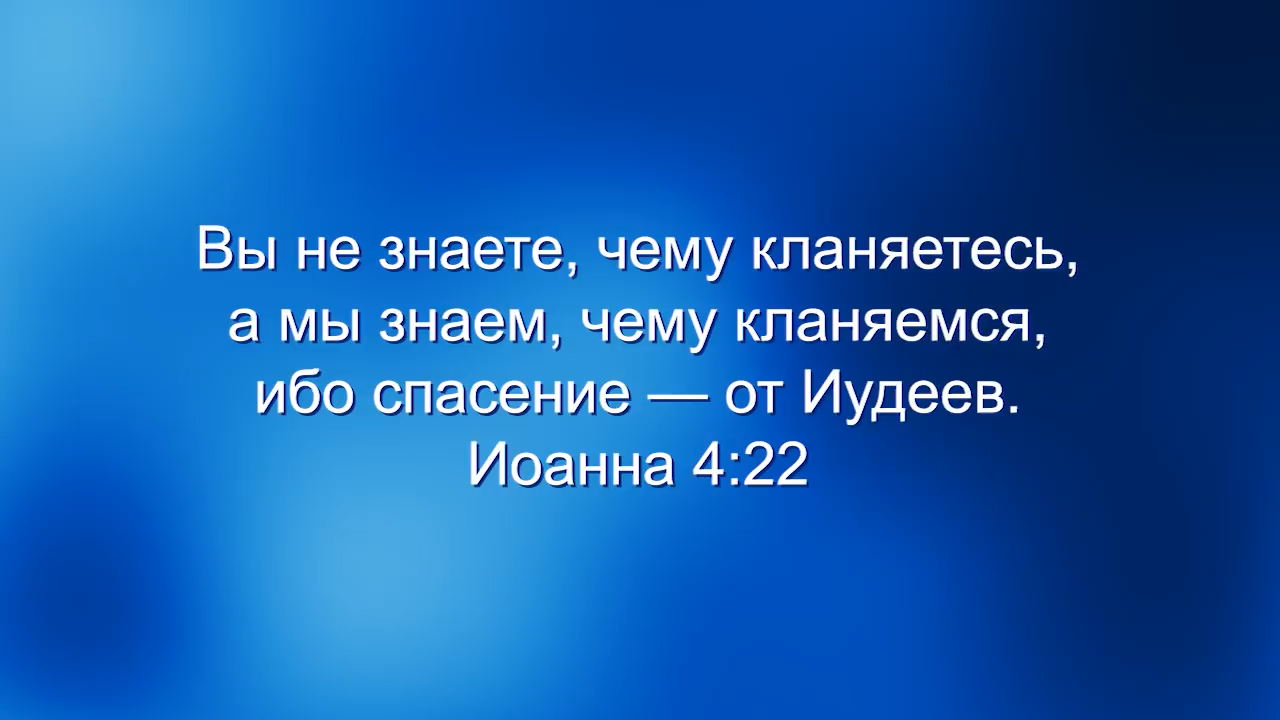 Вы не знаете, чему кланяетесь,
а мы знаем, чему кланяемся,
ибо спасение — от Иудеев.
Иоанна 4:22